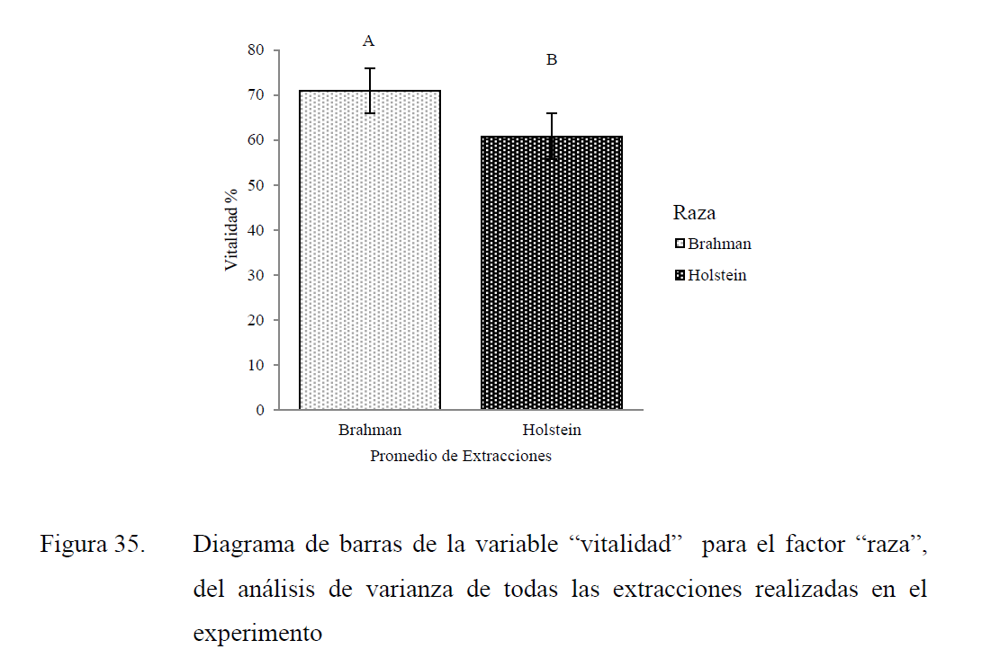 A
B
80
70
60
50
40
30
20
10
0
Vitalidad %
Brahman
Holstein
Promedio de Extracciones
Raza
Brahman
Holstein
Figura 35. Diagrama de barras de la variable “vitalidad” para el factor “raza”,
del análisis de varianza de todas las extracciones realizadas en el
experimento